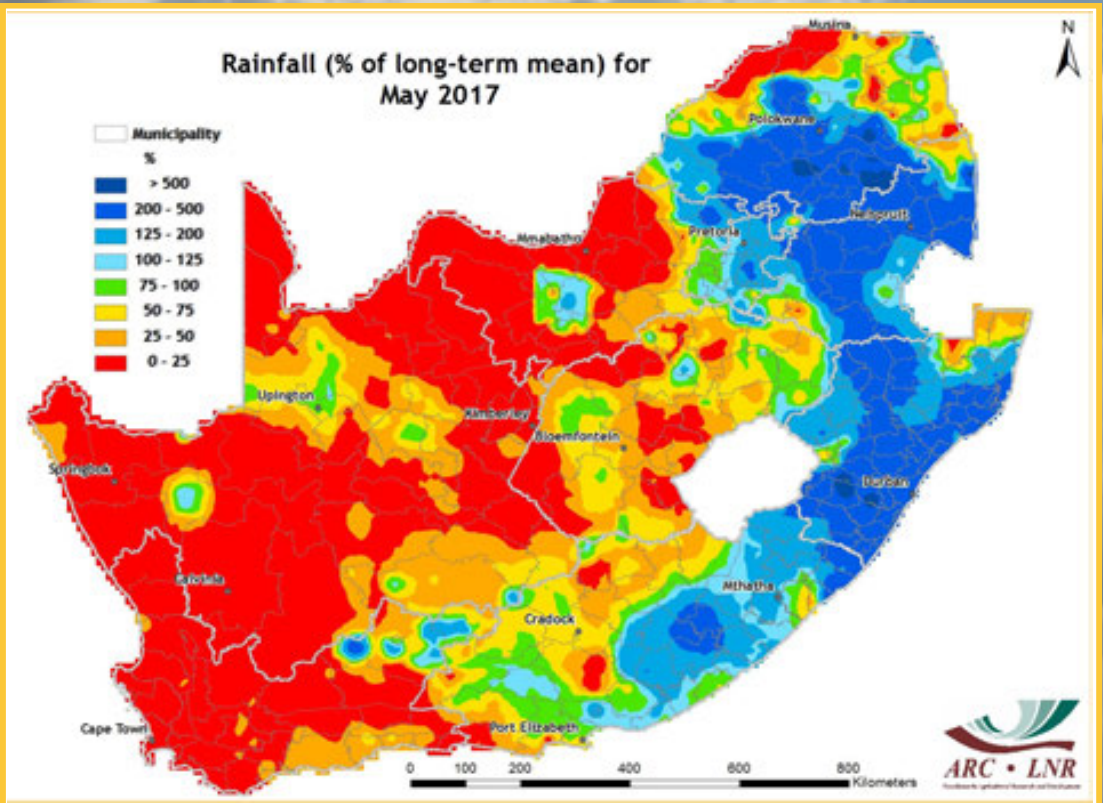 Rainfall (% of long-term mean) for
May 2017
N
Municipality
%
> 500
200 - 500
125 - 200
100 - 125
75 - 100
50 - 75
25 - 50
0 - 25
Musina
Polokwane
Nelspruit
Pretoria
Mmabatho
Upington
Kimberley
Bloemfontein
Springbok
Durban
Calvinia
Mthatha
Cradock
Cape Town
Port Elizabeth
0 100 200 400 600 800
Kilometers
ARC • LNR